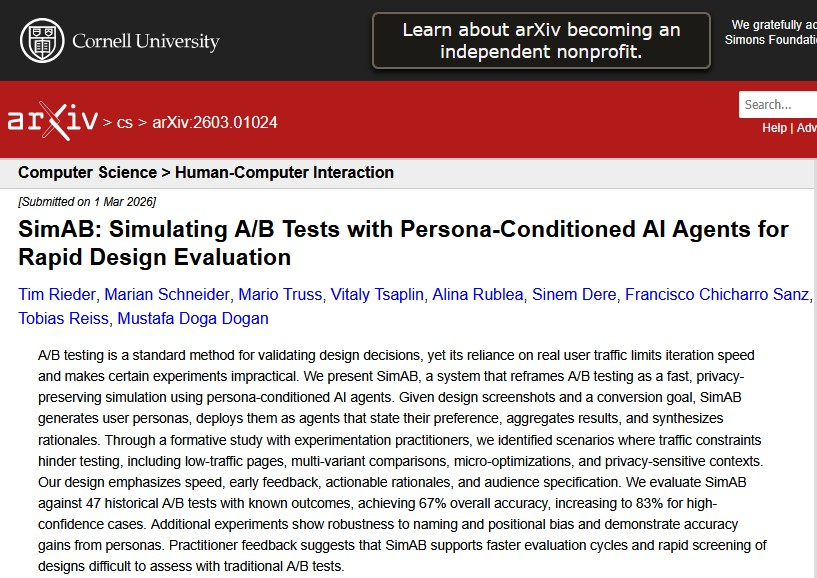 Cornell University
Learn about arXiv becoming an
independent nonprofit.
We gratefully
Simons
arXiv > cs > arXiv:2603.01024
Search...
Help |
Computer Science > Human-Computer Interaction
[Submitted on 1 Mar 2026]
SimAB: Simulating A/B Tests with Persona-Conditioned AI Agents for
Rapid Design Evaluation
Tim Rieder, Marian Schneider, Mario Truss, Vitaly Tsaplin, Alina Rublea, Sinem Dere, Francisco Chicharro Sanz,
Tobias Reiss, Mustafa Doga Dogan
A/B testing is a standard method for validating design decisions, yet its reliance on real user traffic limits iteration speed
and makes certain experiments impractical. We present SimAB, a system that reframes A/B testing as a fast, privacy-
preserving simulation using persona-conditioned AI agents. Given design screenshots and a conversion goal, SimAB
generates user personas, deploys them as agents that state their preference, aggregates results, and synthesizes
rationales. Through a formative study with experimentation practitioners, we identified scenarios where traffic constraints
hinder testing, including low-traffic pages, multi-variant comparisons, micro-optimizations, and privacy-sensitive contexts.
Our design emphasizes speed, early feedback, actionable rationales, and audience specification. We evaluate SimAB
against 47 historical A/B tests with known outcomes, achieving 67% overall accuracy, increasing to 83% for high-
confidence cases. Additional experiments show robustness to naming and positional bias and demonstrate accuracy
gains from personas. Practitioner feedback suggests that SimAB supports faster evaluation cycles and rapid screening of
designs difficult to assess with traditional A/B tests.